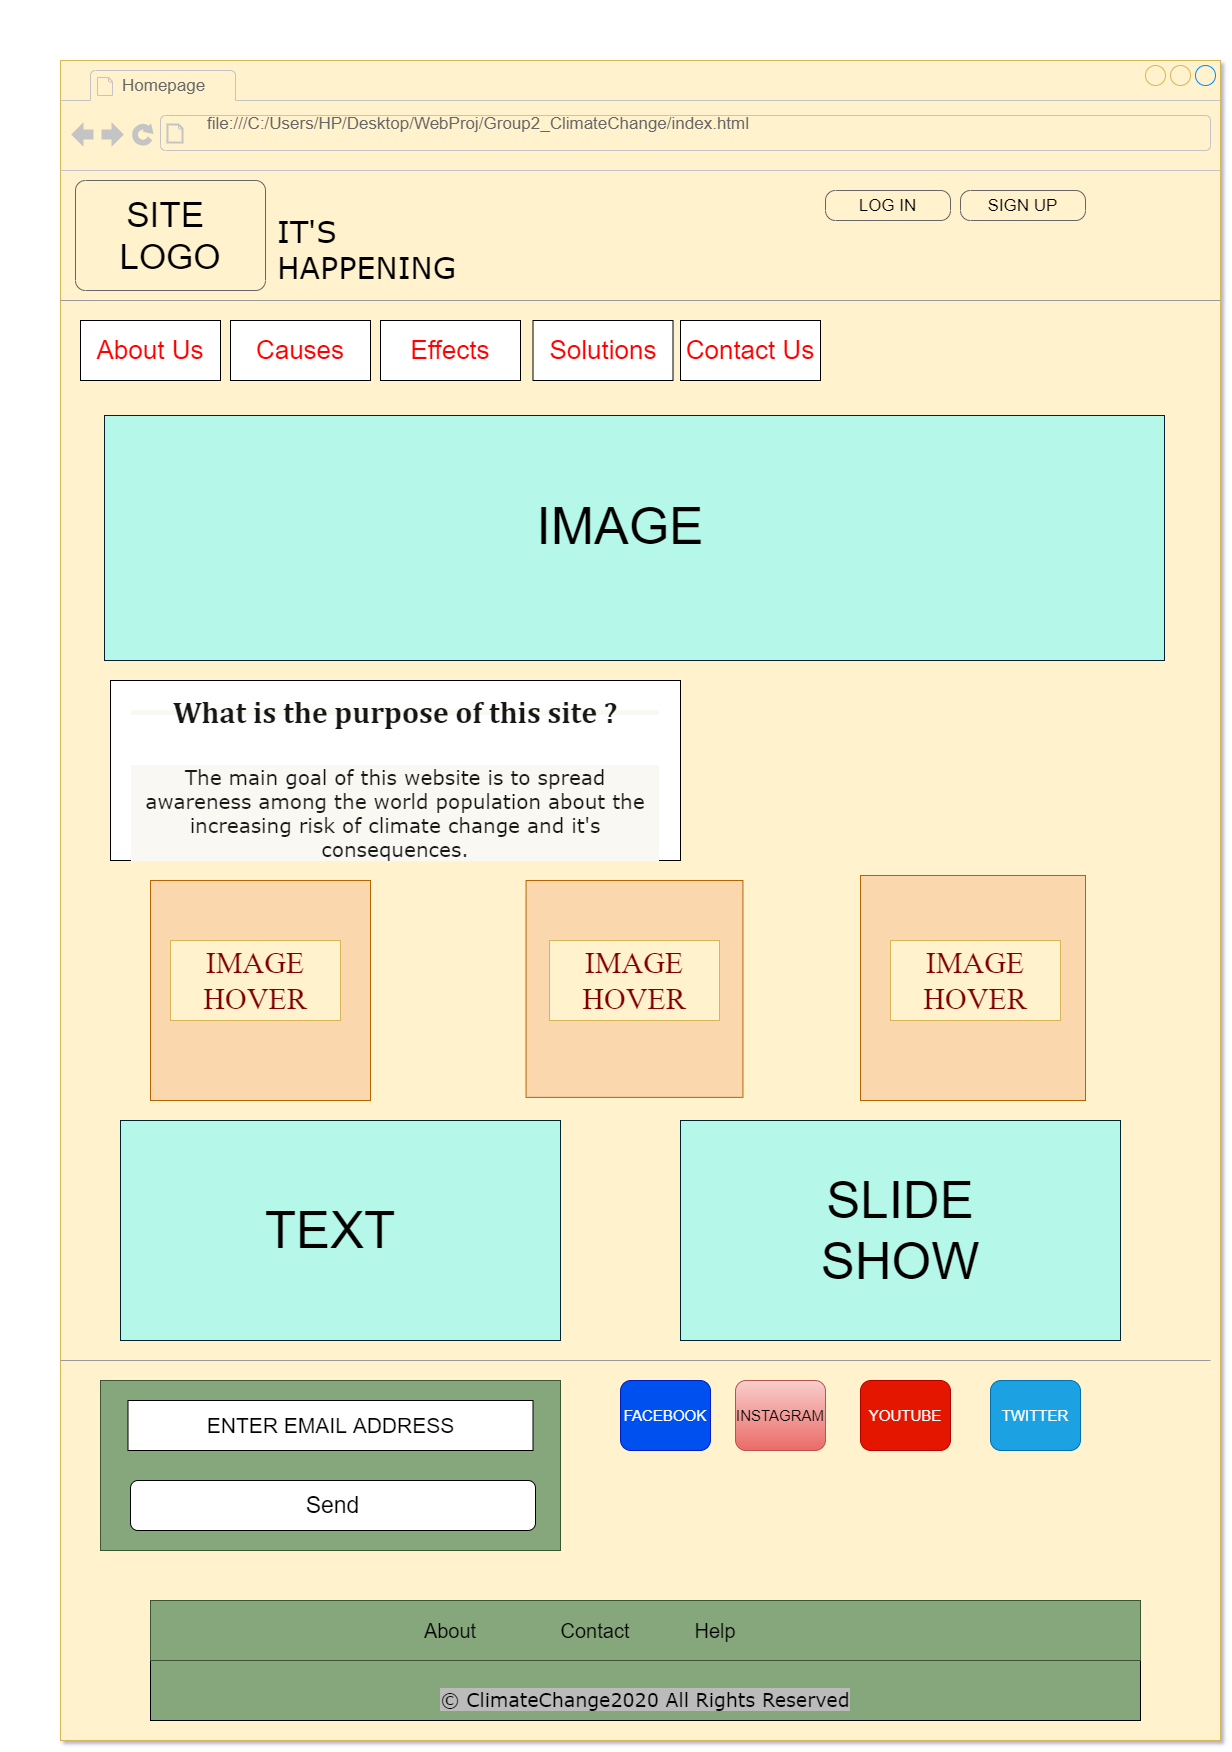 Homepage
file:///C:/Users/HP/Desktop/WebProj/Group2_ClimateChange/index.html
SITE
LOGO
IT'S
HAPPENING
LOG IN
SIGN UP
About Us
Causes
Effects
Solutions
Contact Us
IMAGE
What is the purpose of this site ?
The main goal of this website is to spread
awareness among the world population about the
increasing risk of climate change and it's
consequences.
IMAGE
HOVER
IMAGE
HOVER
IMAGE
HOVER
TEXT
SLIDE
SHOW
ENTER EMAIL ADDRESS
Send
FACEBOOK
INSTAGRAM
YOUTUBE
TWITTER
About
Contact
Help
© ClimateChange2020 All Rights Reserved